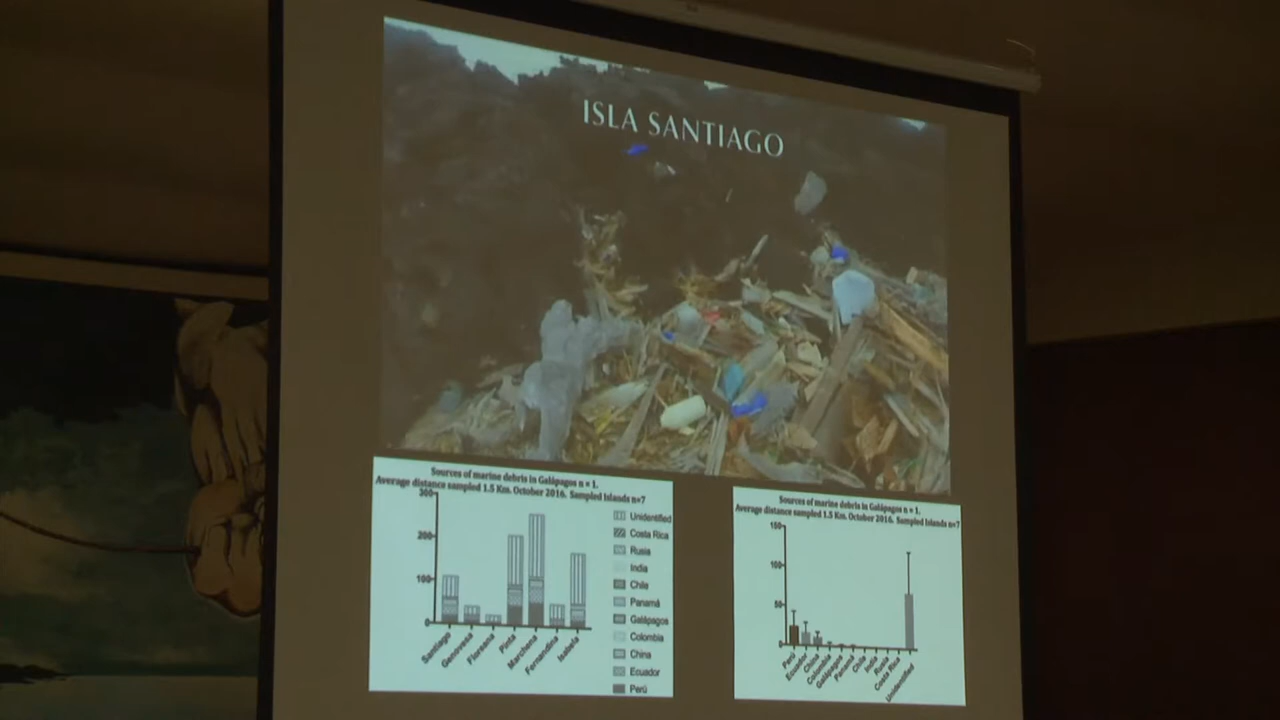 ISLA SANTIAGO
Sources of marine debris in Galápagos n = 1.
Average distance sampled 1.5 Km. October 2016. Sampled Islands n=7
300
200
100
0
Santiago
Genovesa
Floreana
Pinta
Marchena
Fernandina
Isabela
Unidentified
Costa Rica
Rusia
India
Chile
Panamá
Galápagos
Colombia
China
Ecuador
Perú
Sources of marine debris in Galápagos n = 1.
Average distance sampled 1.5 Km. October 2016. Sampled Islands n=7
150
100
50
0
Perú
Ecuador
China
Colombia
Galápagos
Panamá
Chile
India
Rusia
Costa Rica
Unidentified